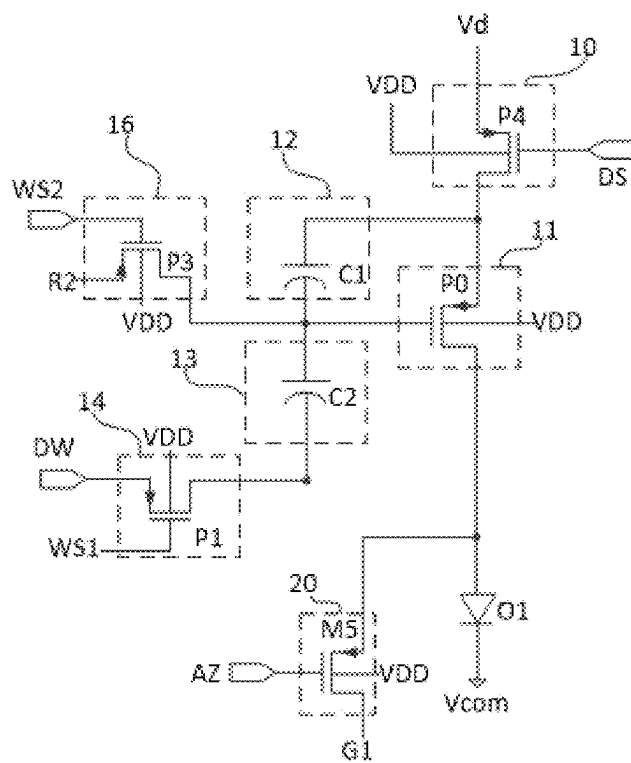 Vd
10
VDD
P4
16
12
WS2
DS
11
P3
C1
P0
R2
VDD
VDD
13
C2
14
VDD
DW
P1
WS1
20
M5
O1
AZ
VDD
Vcom
G1